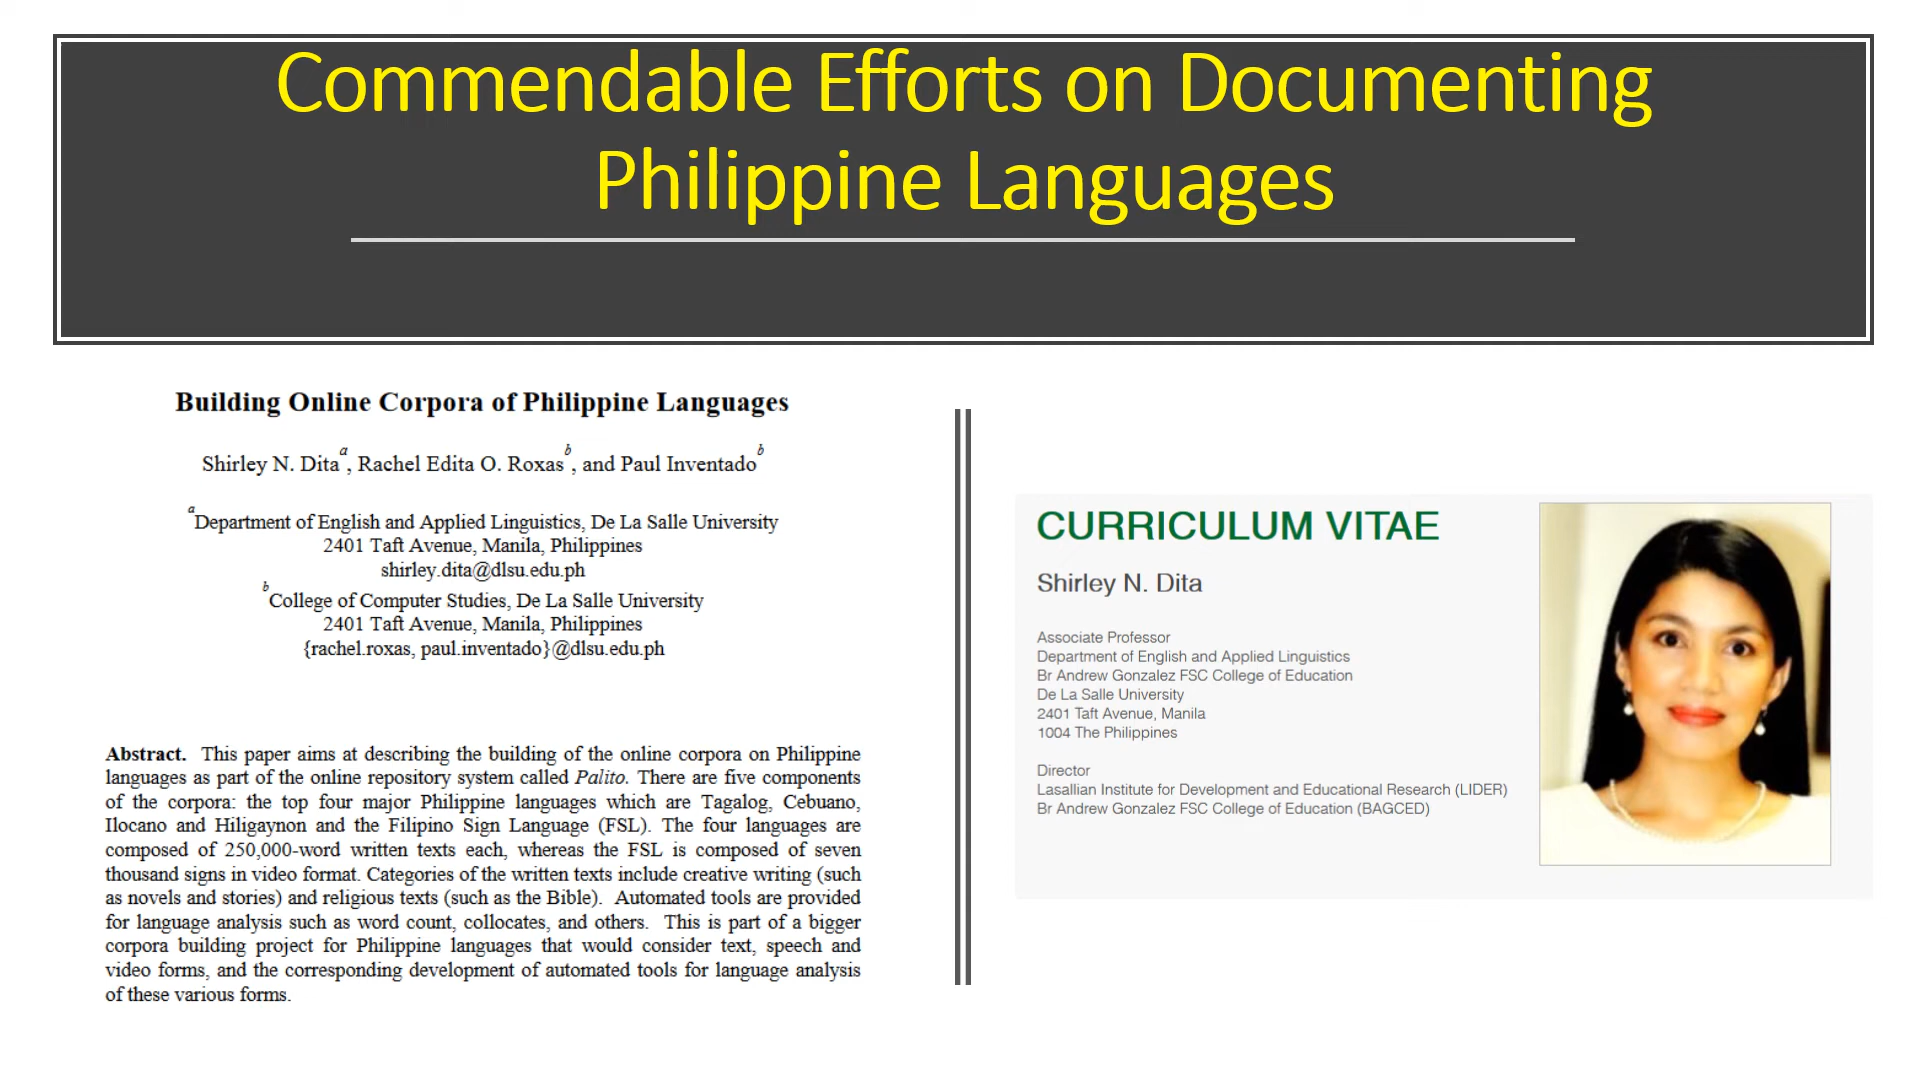 Commendable Efforts on Documenting
Philippine Languages
Building Online Corpora of Philippine Languages
Shirley N. Dita a, Rachel Edita O. Roxas b, and Paul Inventado b
a Department of English and Applied Linguistics, De La Salle University
2401 Taft Avenue, Manila, Philippines
shirley.dita@dlsu.edu.ph
b College of Computer Studies, De La Salle University
2401 Taft Avenue, Manila, Philippines
{rachel.roxas, paul.inventado}@dlsu.edu.ph
Abstract. This paper aims at describing the building of the online corpora on Philippine
languages as part of the online repository system called Palito. There are five components
of the corpora: the top four major Philippine languages which are Tagalog, Cebuano,
Ilocano and Hiligaynon and the Filipino Sign Language (FSL). The four languages are
composed of 250,000-word written texts each, whereas the FSL is composed of seven
thousand signs in video format. Categories of the written texts include creative writing (such
as novels and stories) and religious texts (such as the Bible). Automated tools are provided
for language analysis such as word count, collocates, and others. This is part of a bigger
corpora building project for Philippine languages that would consider text, speech and
video forms, and the corresponding development of automated tools for language analysis
of these various forms.
CURRICULUM VITAE
Shirley N. Dita
Associate Professor
Department of English and Applied Linguistics
Br Andrew Gonzalez FSC College of Education
De La Salle University
2401 Taft Avenue, Manila
1004 The Philippines
Director
Lasallian Institute for Development and Educational Research (LIDER)
Br Andrew Gonzalez FSC College of Education (BAGCED)